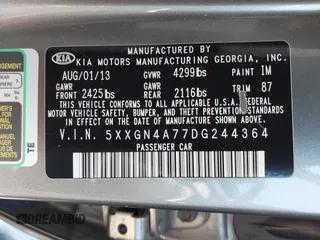 MANUFACTURED BY
KIA KIA MOTORS MANUFACTURING GEORGIA, INC.
AUG/01/13 GVWR 4299lbs PAINT IM
GAWR FRONT 2425lbs GAWR REAR 2116lbs TRIM 87
THIS VEHICLE CONFORMS TO ALL APPLICABLE U.S.A. FEDERAL
MOTOR VEHICLE SAFETY, BUMPER, AND THEFT PREVENTION STANDARDS
IN EFFECT ON THE DATE OF MANUFACTURE SHOWN ABOVE.
V.I.N. 5XXGN4A77DG244364
PASSENGER CAR
TE
DREAMBID